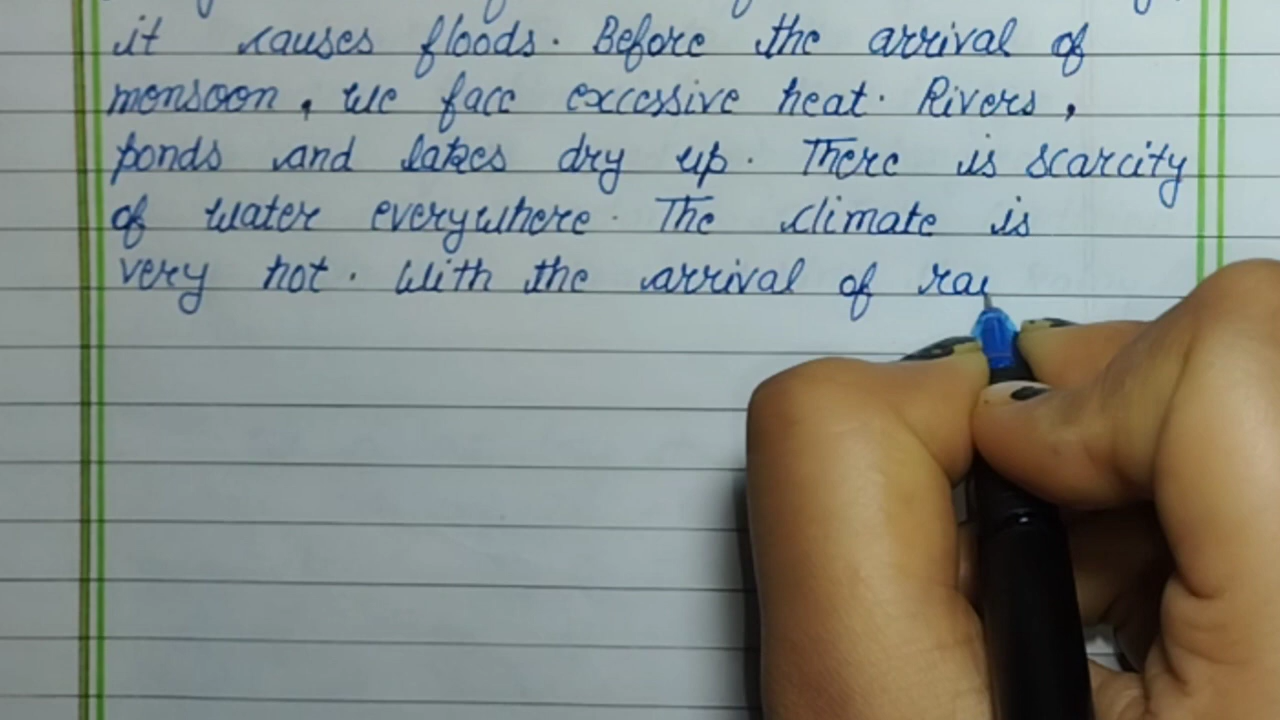 it causes floods. Before the arrival of
monsoon, we face excessive heat. Rivers,
ponds and lakes dry up. There is scarcity
of water everywhere. The climate is
very hot. With the arrival of rai